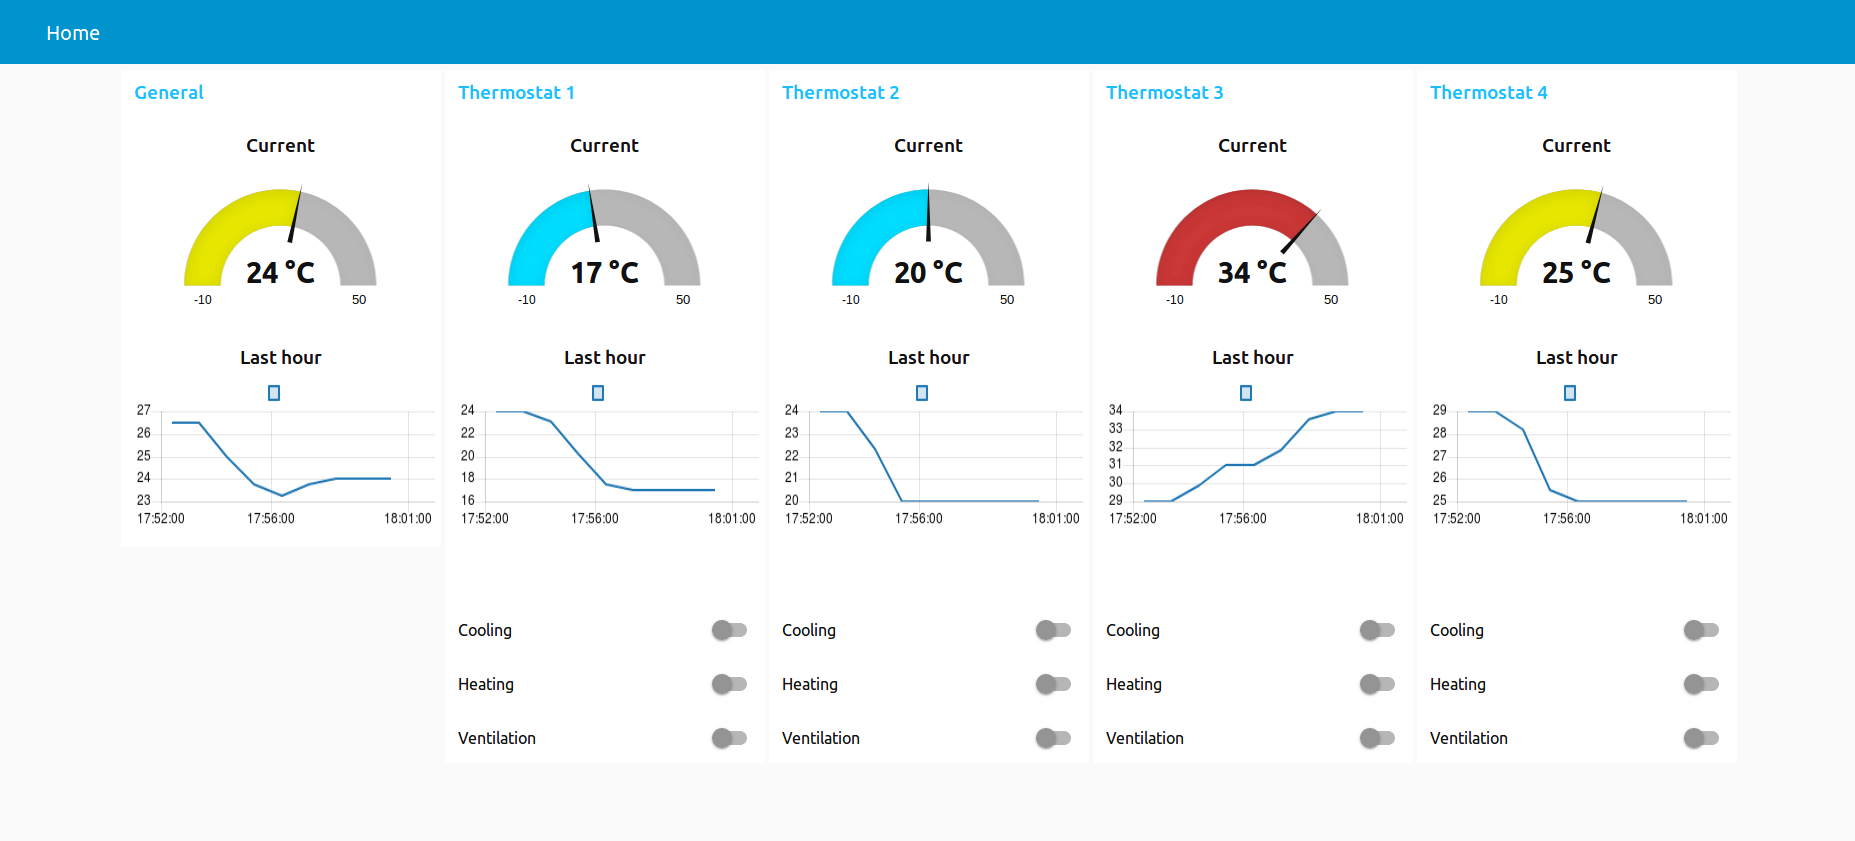 Home
General
Current
24 °C
-10 50
Last hour
27
26
25
24
23
17:52:00 17:56:00 18:01:00
Thermostat 1
Current
17 °C
-10 50
Last hour
24
22
20
18
16
17:52:00 17:56:00 18:01:00
Cooling
Heating
Ventilation
Thermostat 2
Current
20 °C
-10 50
Last hour
24
23
22
21
20
17:52:00 17:56:00 18:01:00
Cooling
Heating
Ventilation
Thermostat 3
Current
34 °C
-10 50
Last hour
34
33
32
31
30
29
17:52:00 17:56:00 18:01:00
Cooling
Heating
Ventilation
Thermostat 4
Current
25 °C
-10 50
Last hour
29
28
27
26
25
17:52:00 17:56:00 18:01:00
Cooling
Heating
Ventilation